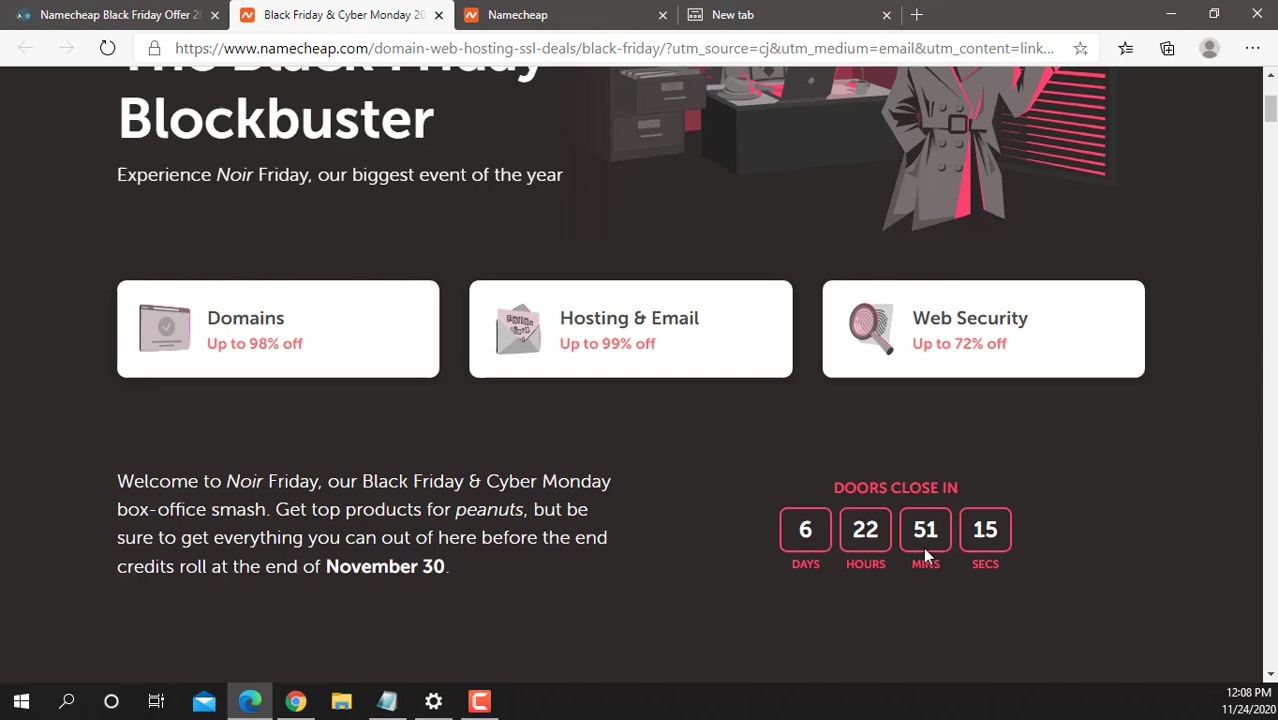 Namecheap Black Friday Offer 20
Black Friday & Cyber Monday 20
Namecheap
New tab
https://www.namecheap.com/domain-web-hosting-ssl-deals/black-friday/?utm_source=cj&utm_medium=email&utm_content=link...
The Black Friday
Blockbuster
Experience Noir Friday, our biggest event of the year
Domains
Up to 98% off
Hosting & Email
Up to 99% off
Web Security
Up to 72% off
Welcome to Noir Friday, our Black Friday & Cyber Monday
box-office smash. Get top products for peanuts, but be
sure to get everything you can out of here before the end
credits roll at the end of November 30.
DOORS CLOSE IN
6 22 51 15
DAYS HOURS MINS SECS
12:08 PM
11/24/2020